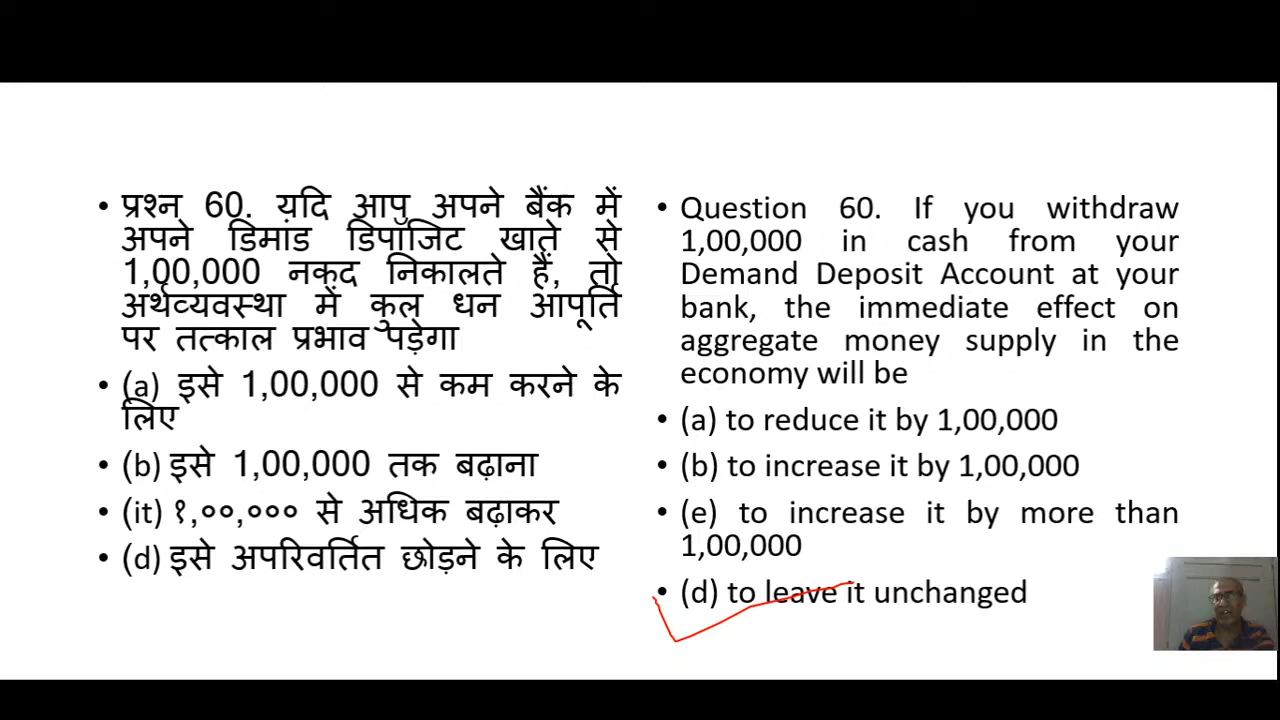 • प्रश्न 60. यदि आप अपने बैंक में
अपने डिमांड डिपॉजिट खाते से
1,00,000 नकद निकालते हैं, तो
अर्थव्यवस्था में कुल धन आपूर्ति
पर तत्काल प्रभाव पड़ेगा
• (a) इसे 1,00,000 से कम करने के
लिए
• (b) इसे 1,00,000 तक बढ़ाना
• (it) १,००,००० से अधिक बढ़ाकर
• (d) इसे अपरिवर्तित छोड़ने के लिए
• Question 60. If you withdraw
1,00,000 in cash from your
Demand Deposit Account at your
bank, the immediate effect on
aggregate money supply in the
economy will be
• (a) to reduce it by 1,00,000
• (b) to increase it by 1,00,000
• (e) to increase it by more than
1,00,000
• (d) to leave it unchanged